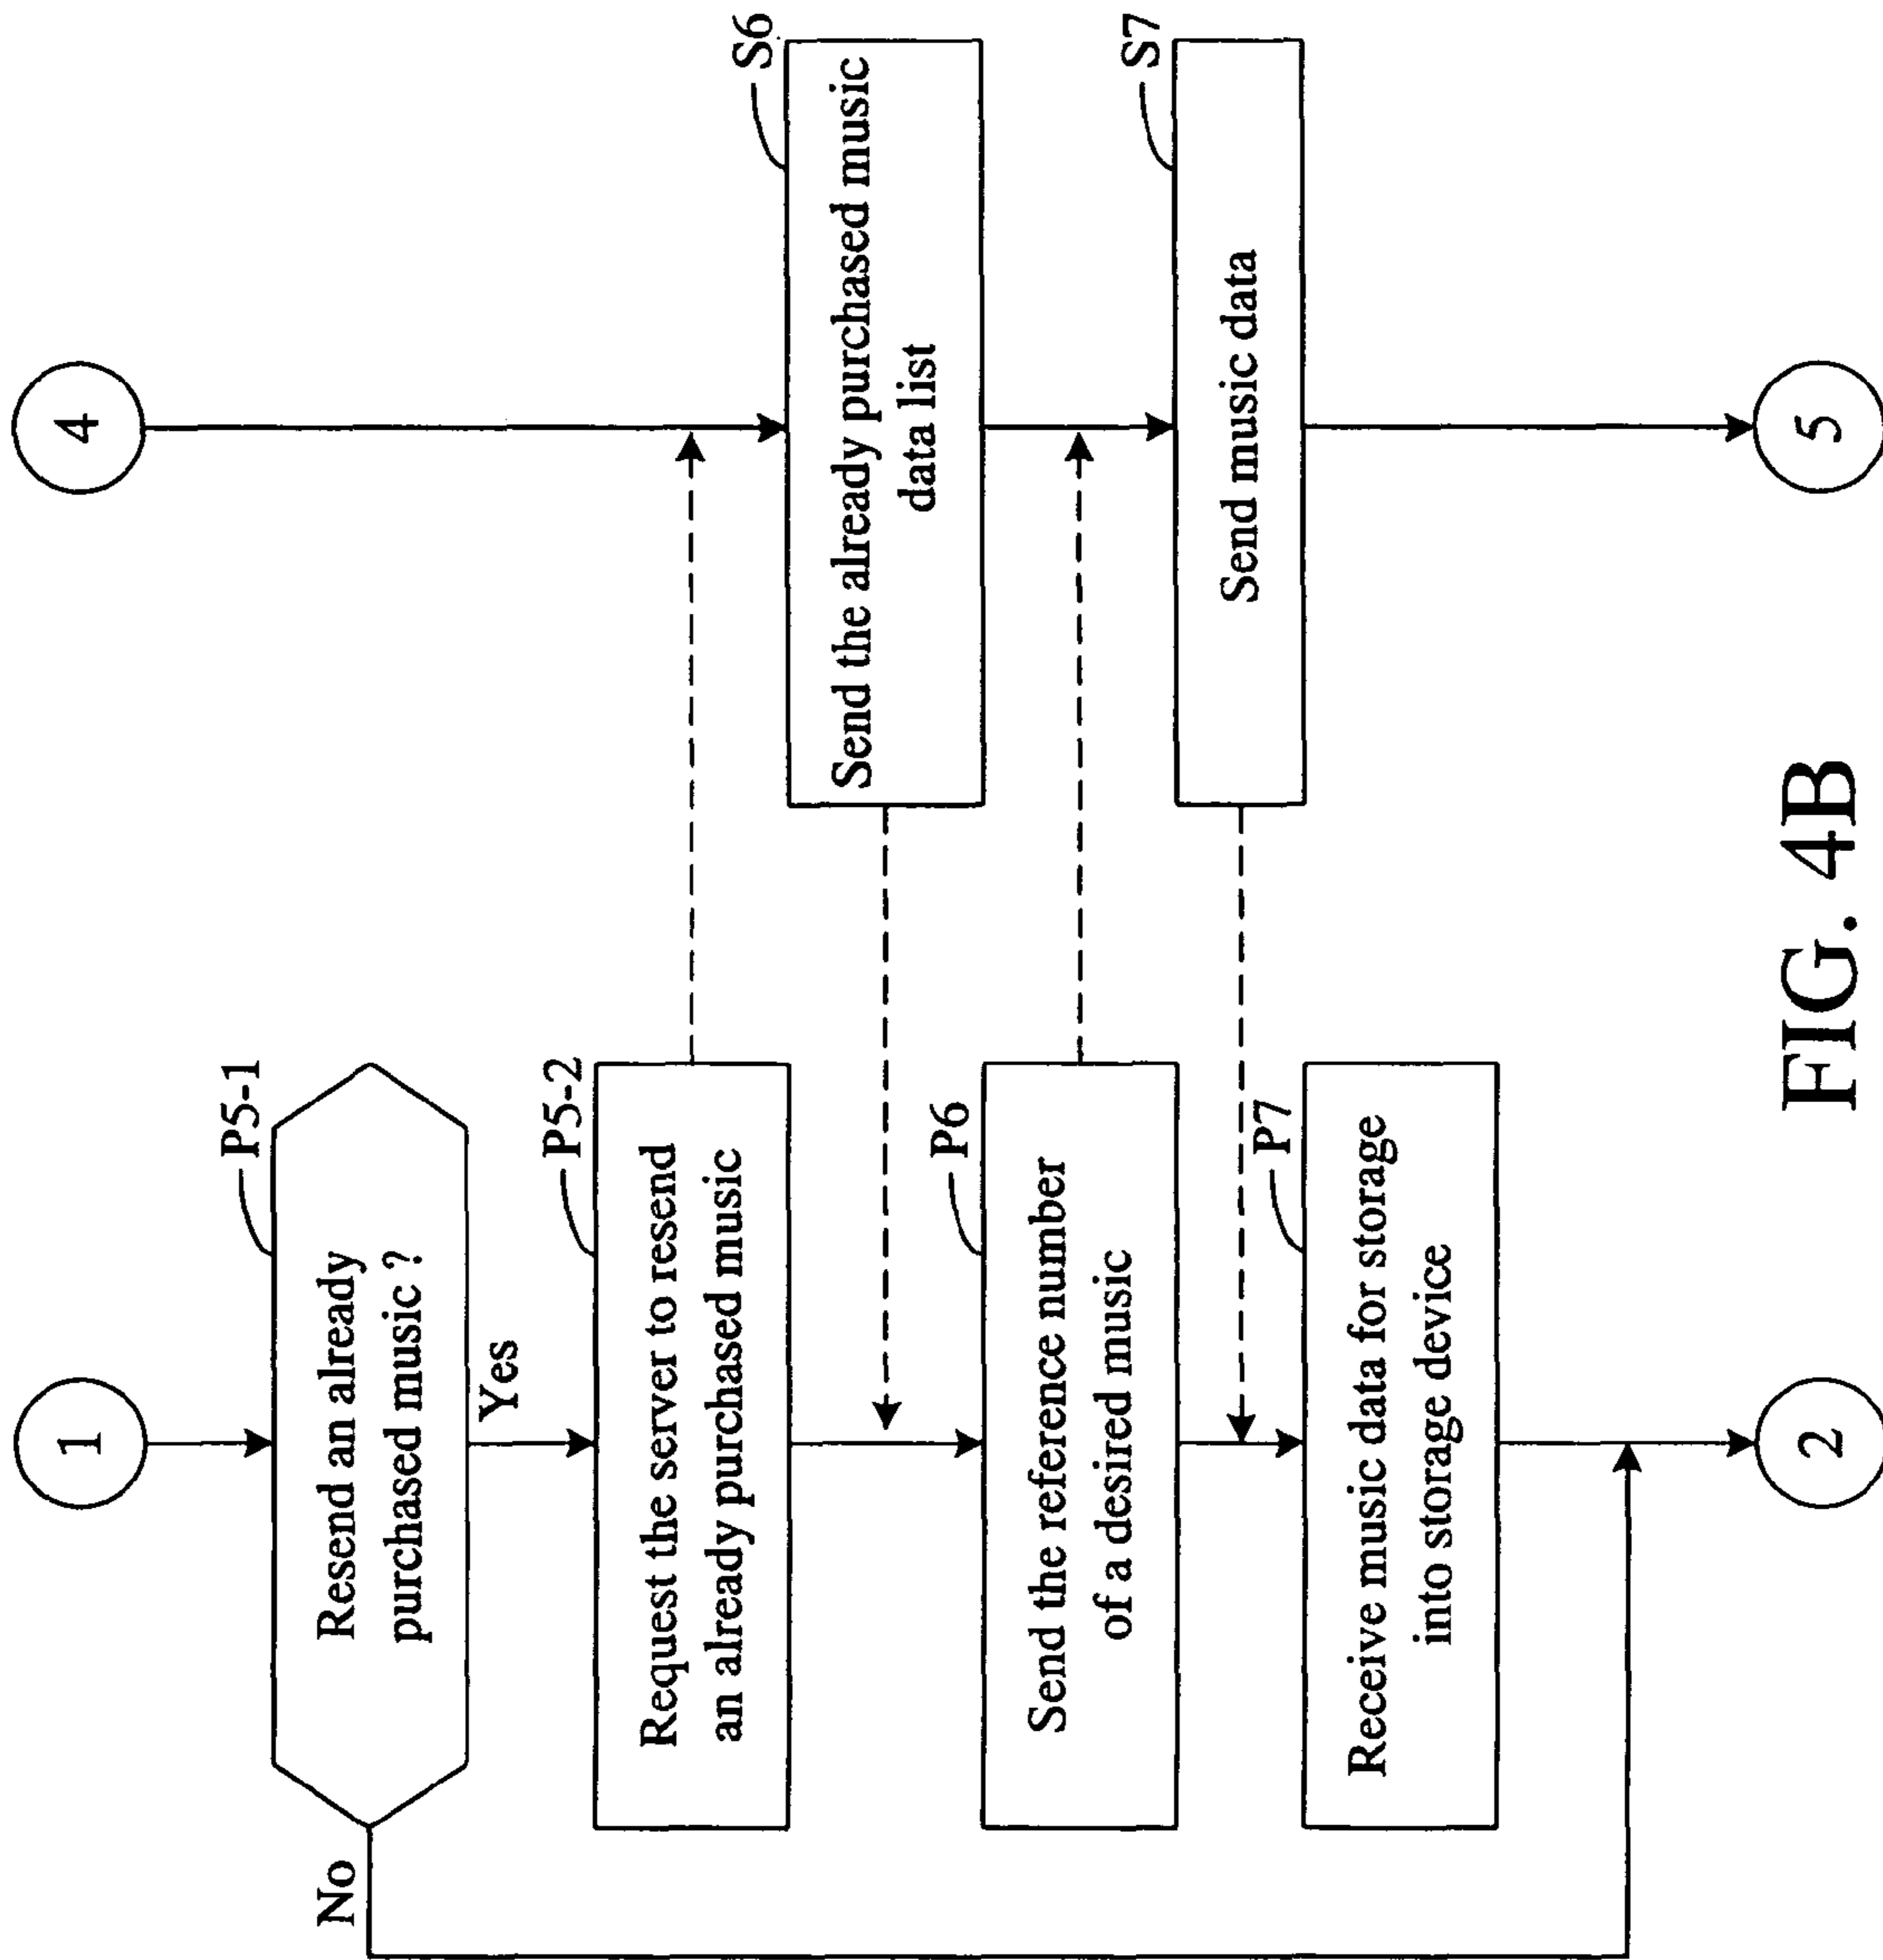 1
4
P5-1
Resend an already
purchased music ?
No
Yes
P5-2
Request the server to resend
an already purchased music
S6
Send the already purchased music
data list
P6
Send the reference number
of a desired music
S7
Send music data
P7
Receive music data for storage
into storage device
2
5
FIG. 4B